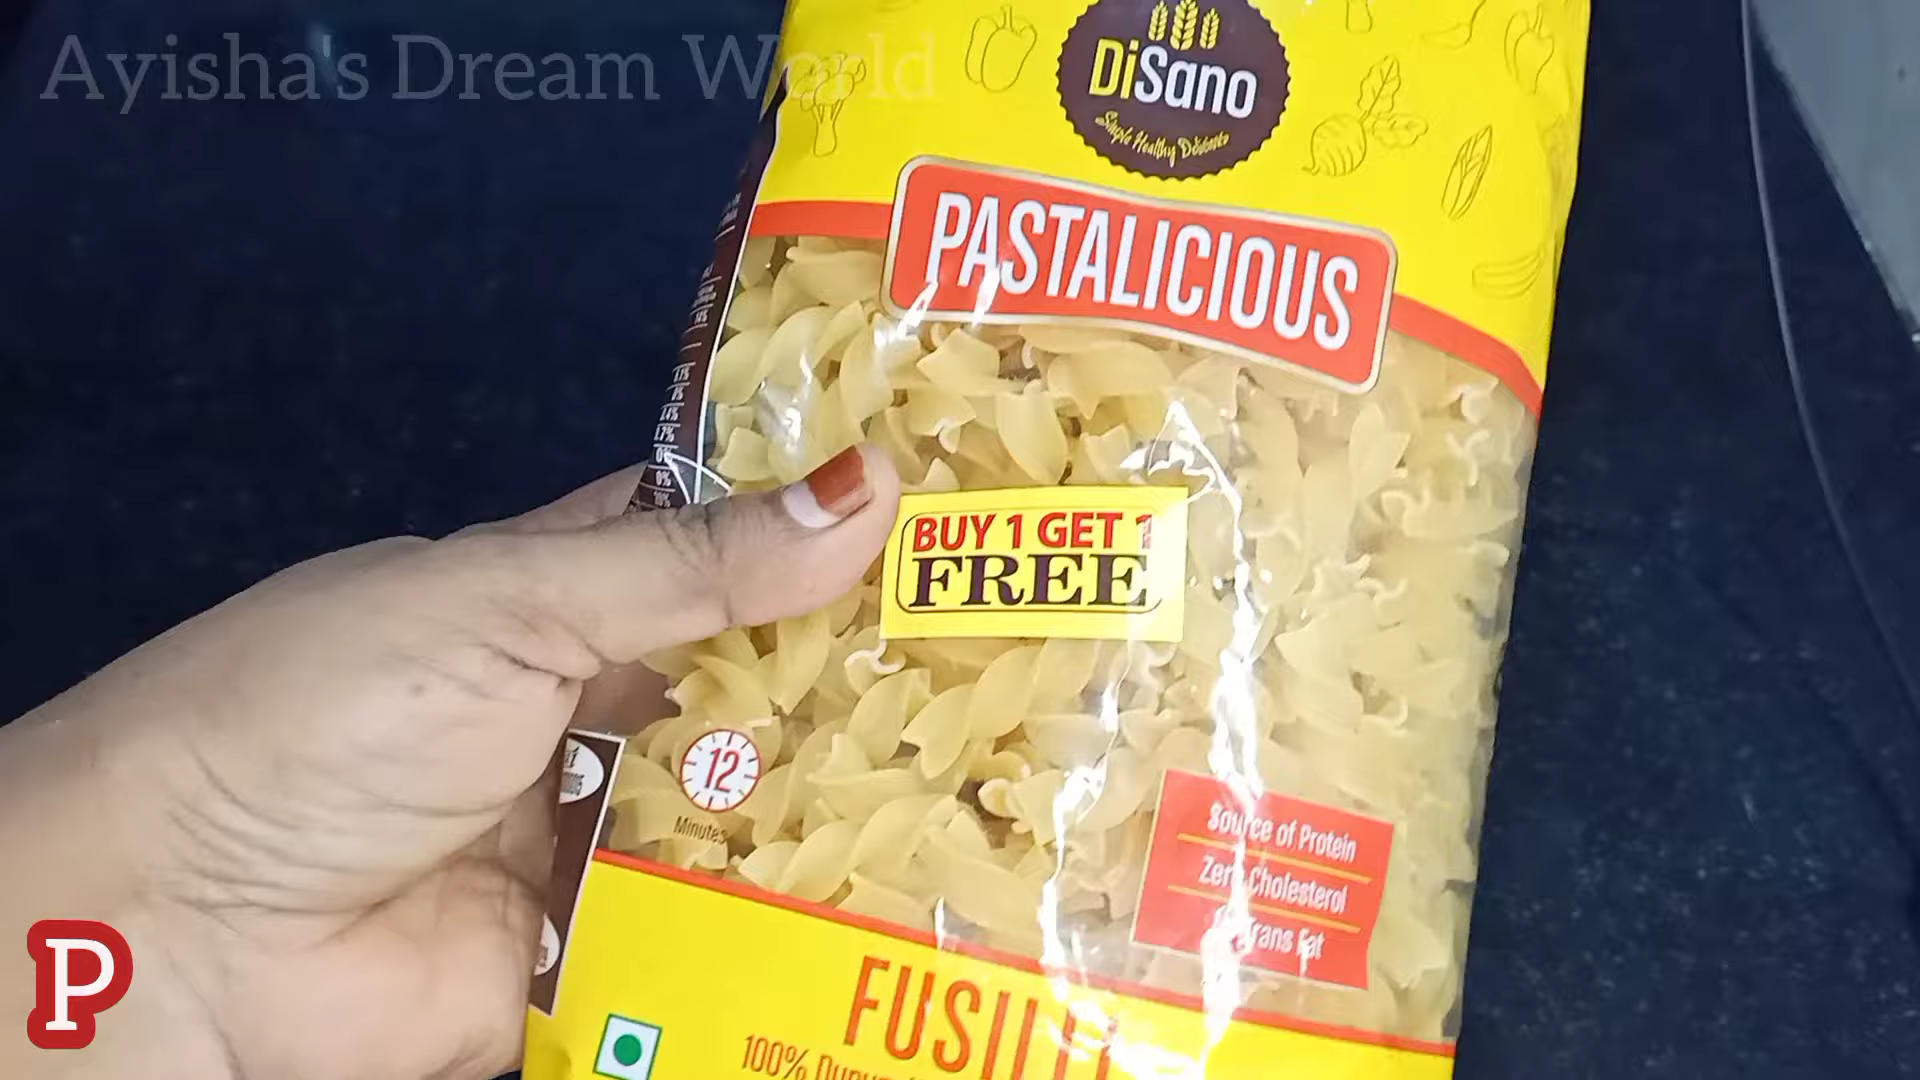 Ayisha's Dream World
DiSano
Simple Healthy
PASTALICIOUS
BUY 1 GET 1
FREE
12
Minutes
Source of Protein
Zero Cholesterol
Trans Fat
FUSILLI
100%
P